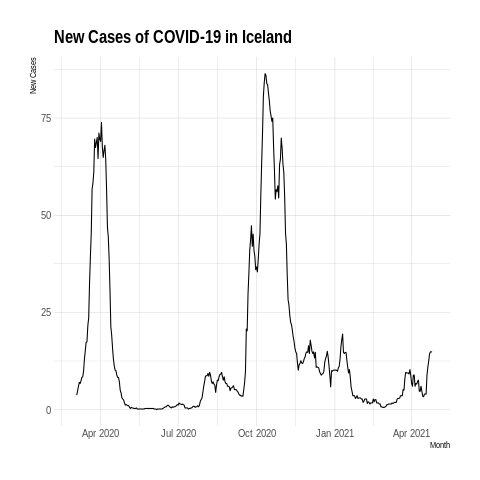 New Cases of COVID-19 in Iceland
New Cases
75
50
25
0
Apr 2020 Jul 2020 Oct 2020 Jan 2021 Apr 2021
Month